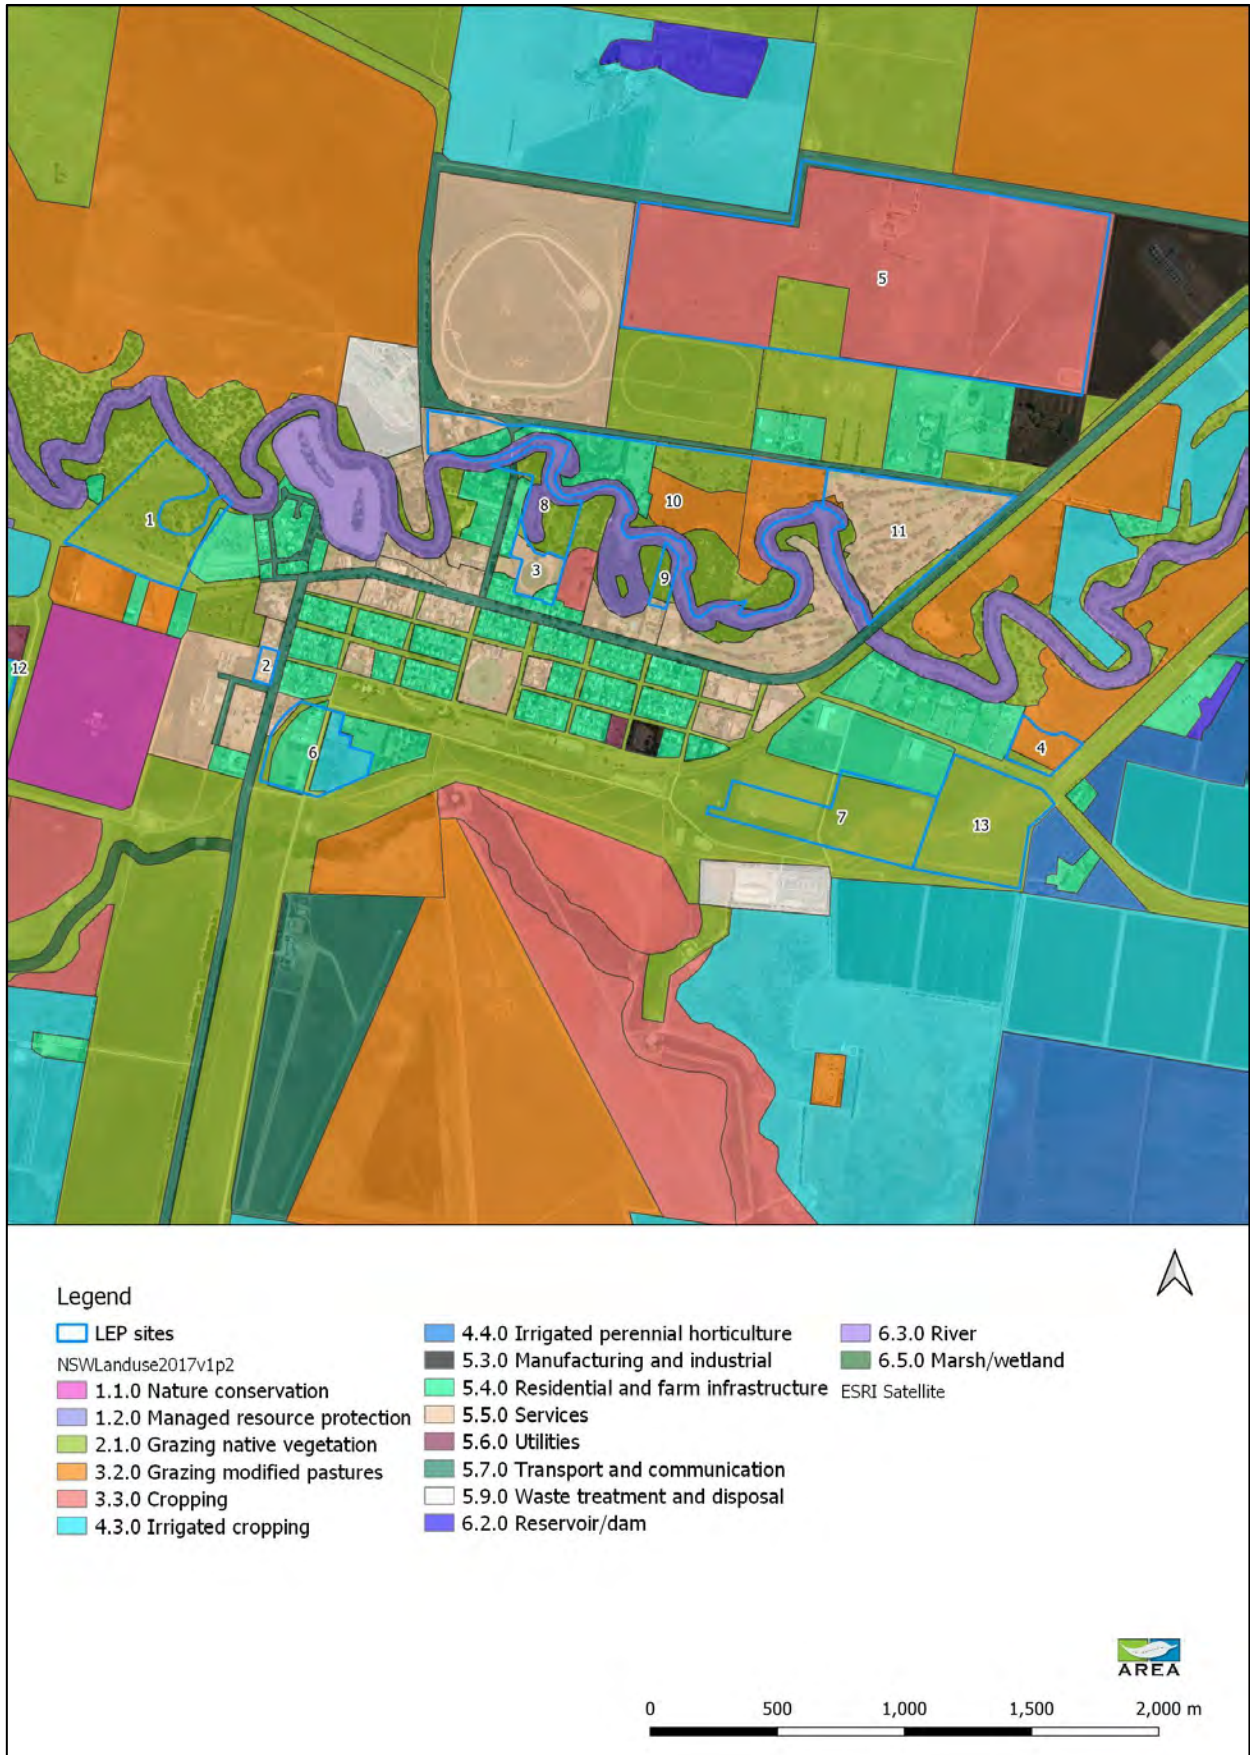 5
1
8
10
11
3
9
2
12
6
4
7
13
Legend
LEP sites
NSWLanduse2017v1p2
1.1.0 Nature conservation
1.2.0 Managed resource protection
2.1.0 Grazing native vegetation
3.2.0 Grazing modified pastures
3.3.0 Cropping
4.3.0 Irrigated cropping
4.4.0 Irrigated perennial horticulture
5.3.0 Manufacturing and industrial
5.4.0 Residential and farm infrastructure
5.5.0 Services
5.6.0 Utilities
5.7.0 Transport and communication
5.9.0 Waste treatment and disposal
6.2.0 Reservoir/dam
6.3.0 River
6.5.0 Marsh/wetland
ESRI Satellite
AREA
0 500 1,000 1,500 2,000 m